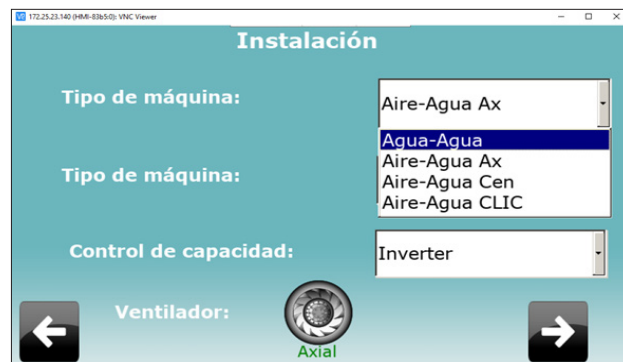 172.25.23.140 (HMI-83b5:0): VNC Viewer
Instalación
Tipo de máquina:
Aire-Agua Ax
Agua-Agua
Aire-Agua Ax
Aire-Agua Cen
Aire-Agua CLIC
Tipo de máquina:
Control de capacidad:
Inverter
Ventilador:
Axial